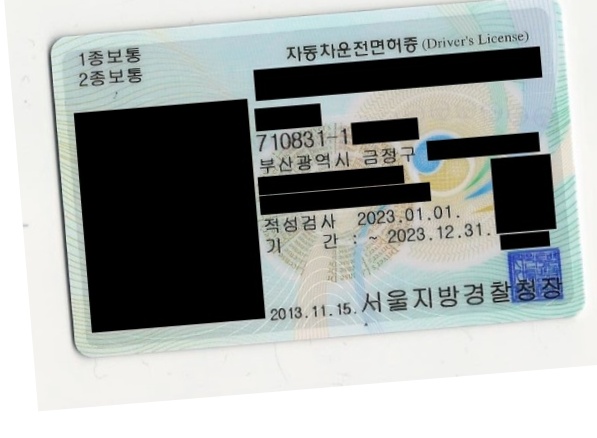 1종보통
2종보통
자동차운전면허증 (Driver's License)
710831-1
부산광역시 금정구
적성검사 2023.01.01.
기 간 : ~ 2023.12.31.
2013.11.15. 서울지방경찰청장